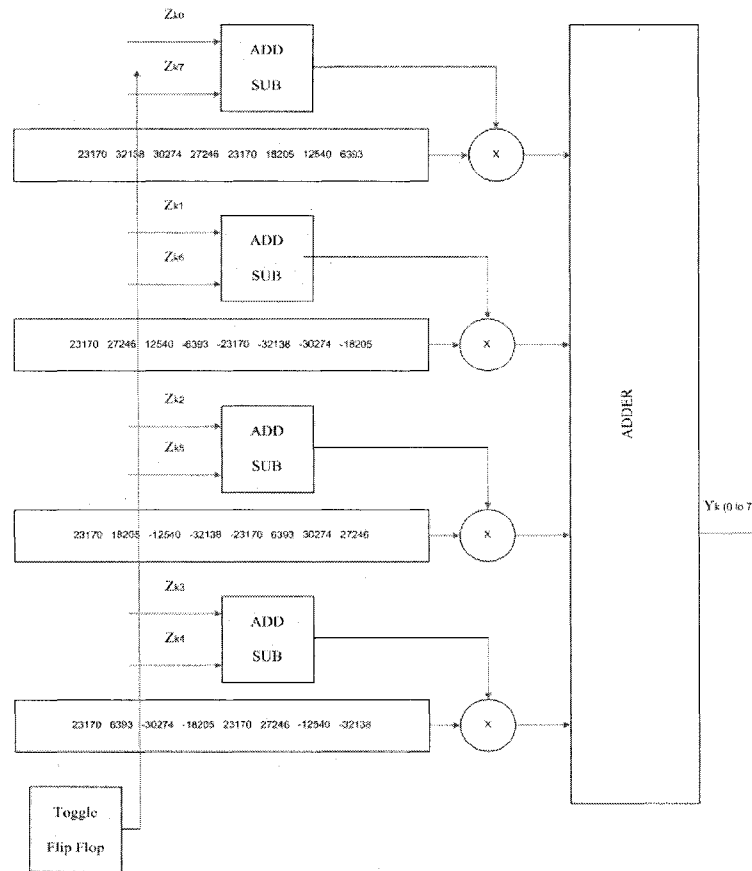 Zk0
ADD
SUB
Zk7
23170 32138 30274 27246 23170 18205 12540 6393
X
Zk1
ADD
SUB
Zk6
23170 27246 12540 -6393 -23170 -32138 -30274 -18205
X
Zk2
ADD
SUB
Zk5
23170 18205 -12540 -32138 -23170 6393 30274 27246
X
Zk3
ADD
SUB
Zk4
23170 6393 -30274 -18205 23170 27246 -12540 -32138
X
ADDER
Yk (0 to 7
Toggle
Flip Flop